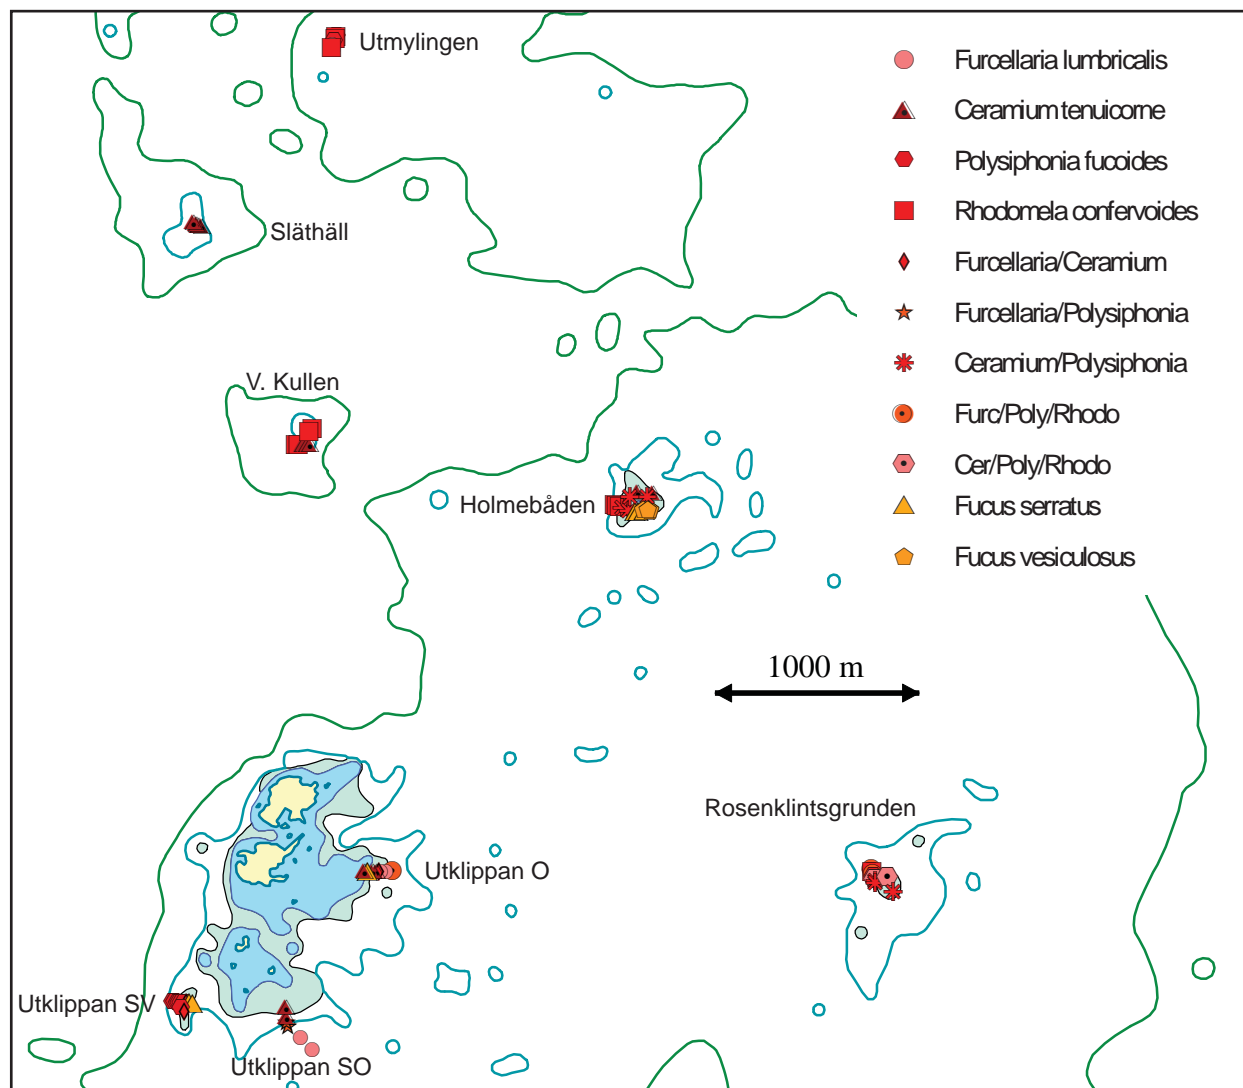 Utmylingen
Furcellaria lumbricalis
Ceramium tenuicorne
Polysiphonia fucoides
Rhodomela confervoides
Släthäll
Furcellaria/Ceramium
Furcellaria/Polysiphonia
Ceramium/Polysiphonia
V. Kullen
Furc/Poly/Rhodo
Cer/Poly/Rhodo
Holmebåden
Fucus serratus
Fucus vesiculosus
1000 m
Rosenklintsgrunden
Utklippan O
Utklippan SV
Utklippan SO